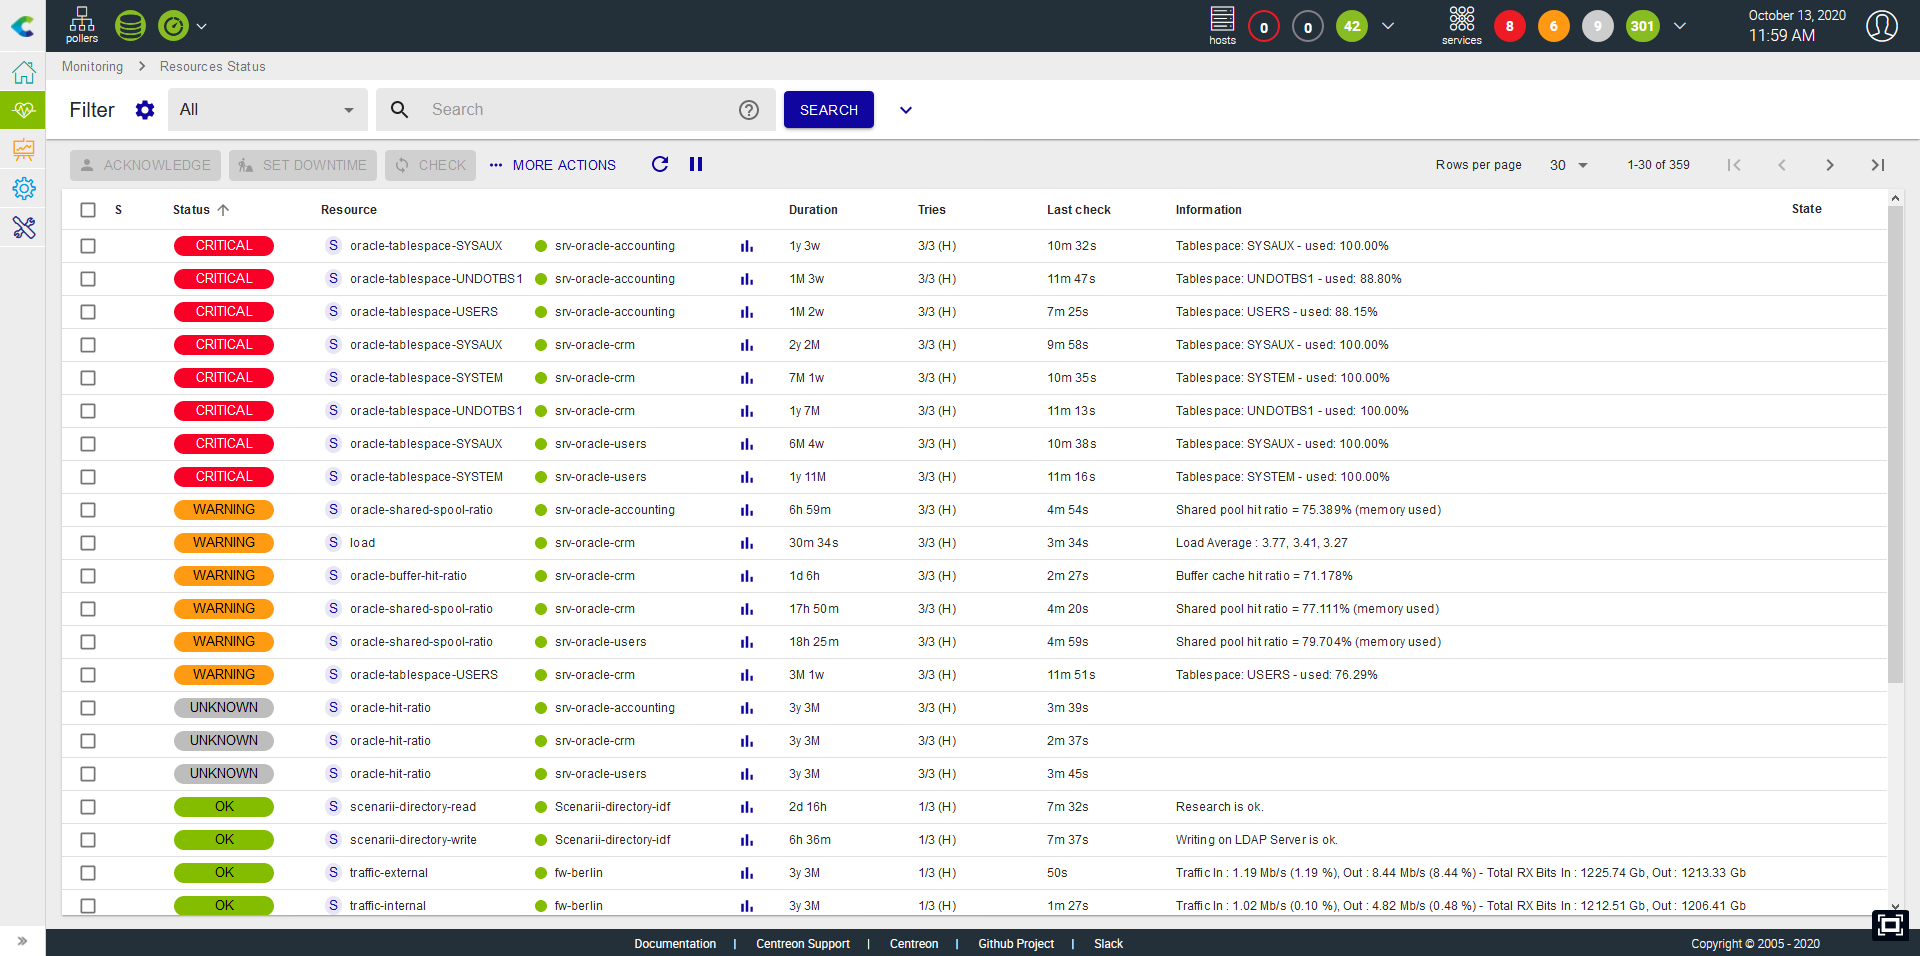 pollers
hosts 0 0 42 services 8 6 9 301 October 13, 2020
11:59 AM
Monitoring Resources Status
Filter All Search ? SEARCH
ACKNOWLEDGE SET DOWNTIME CHECK MORE ACTIONS Rows per page 30 1-30 of 359
S Status Resource Duration Tries Last check Information State
CRITICAL S oracle-tablespace-SYSAUX srv-oracle-accounting 1y 3w 3/3 (H) 10m 32s Tablespace: SYSAUX - used: 100.00%
CRITICAL S oracle-tablespace-UNDOTBS1 srv-oracle-accounting 1M 3w 3/3 (H) 11m 47s Tablespace: UNDOTBS1 - used: 88.80%
CRITICAL S oracle-tablespace-USERS srv-oracle-accounting 1M 2w 3/3 (H) 7m 25s Tablespace: USERS - used: 88.15%
CRITICAL S oracle-tablespace-SYSAUX srv-oracle-crm 2y 2M 3/3 (H) 9m 58s Tablespace: SYSAUX - used: 100.00%
CRITICAL S oracle-tablespace-SYSTEM srv-oracle-crm 7M 1w 3/3 (H) 10m 35s Tablespace: SYSTEM - used: 100.00%
CRITICAL S oracle-tablespace-UNDOTBS1 srv-oracle-crm 1y 7M 3/3 (H) 11m 13s Tablespace: UNDOTBS1 - used: 100.00%
CRITICAL S oracle-tablespace-SYSAUX srv-oracle-users 6M 4w 3/3 (H) 10m 38s Tablespace: SYSAUX - used: 100.00%
CRITICAL S oracle-tablespace-SYSTEM srv-oracle-users 1y 11M 3/3 (H) 11m 16s Tablespace: SYSTEM - used: 100.00%
WARNING S oracle-shared-spool-ratio srv-oracle-accounting 6h 59m 3/3 (H) 4m 54s Shared pool hit ratio = 75.389% (memory used)
WARNING S load srv-oracle-crm 30m 34s 3/3 (H) 3m 34s Load Average : 3.77, 3.41, 3.27
WARNING S oracle-buffer-hit-ratio srv-oracle-crm 1d 6h 3/3 (H) 2m 27s Buffer cache hit ratio = 71.178%
WARNING S oracle-shared-spool-ratio srv-oracle-crm 17h 50m 3/3 (H) 4m 20s Shared pool hit ratio = 77.111% (memory used)
WARNING S oracle-shared-spool-ratio srv-oracle-users 18h 25m 3/3 (H) 4m 59s Shared pool hit ratio = 79.704% (memory used)
WARNING S oracle-tablespace-USERS srv-oracle-crm 3M 1w 3/3 (H) 11m 51s Tablespace: USERS - used: 76.29%
UNKNOWN S oracle-hit-ratio srv-oracle-accounting 3y 3M 3/3 (H) 3m 39s
UNKNOWN S oracle-hit-ratio srv-oracle-crm 3y 3M 3/3 (H) 2m 37s
UNKNOWN S oracle-hit-ratio srv-oracle-users 3y 3M 3/3 (H) 3m 45s
OK S scenarii-directory-read Scenarii-directory-idf 2d 16h 1/3 (H) 7m 32s Research is ok.
OK S scenarii-directory-write Scenarii-directory-idf 6h 36m 1/3 (H) 7m 37s Writing on LDAP Server is ok.
OK S traffic-external fw-berlin 3y 3M 1/3 (H) 50s Traffic In : 1.19 Mb/s (1.19 %), Out : 8.44 Mb/s (8.44 %) - Total RX Bits In : 1225.74 Gb, Out : 1213.33 Gb
OK S traffic-internal fw-berlin 3y 3M 1/3 (H) 1m 27s Traffic In : 1.02 Mb/s (0.10 %), Out : 4.82 Mb/s (0.48 %) - Total RX Bits In : 1212.51 Gb, Out : 1206.41 Gb
Documentation | Centreon Support | Centreon | Github Project | Slack Copyright © 2005 - 2020